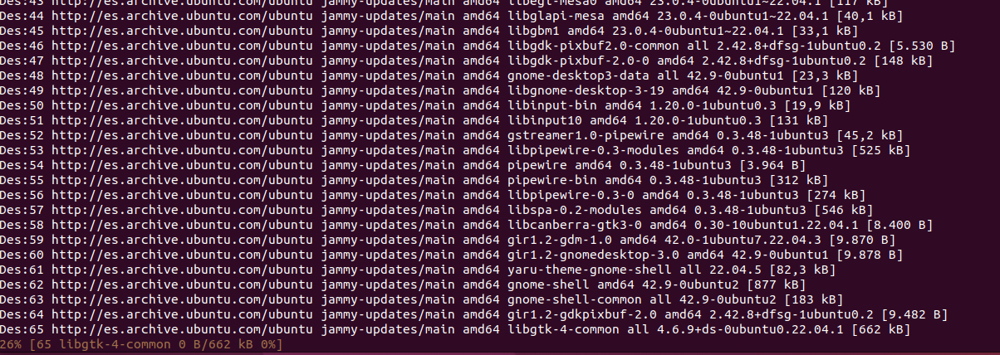 Des:43 http://es.archive.ubuntu.com/ubuntu jammy-updates/main amd64 libegl-mesa0 amd64 23.0.4-0ubuntu1~22.04.1 [117 kB]
Des:44 http://es.archive.ubuntu.com/ubuntu jammy-updates/main amd64 libglapi-mesa amd64 23.0.4-0ubuntu1~22.04.1 [40,1 kB]
Des:45 http://es.archive.ubuntu.com/ubuntu jammy-updates/main amd64 libgbm1 amd64 23.0.4-0ubuntu1~22.04.1 [33,1 kB]
Des:46 http://es.archive.ubuntu.com/ubuntu jammy-updates/main amd64 libgdk-pixbuf2.0-common all 2.42.8+dfsg-1ubuntu0.2 [5.530 B]
Des:47 http://es.archive.ubuntu.com/ubuntu jammy-updates/main amd64 libgdk-pixbuf-2.0-0 amd64 2.42.8+dfsg-1ubuntu0.2 [148 kB]
Des:48 http://es.archive.ubuntu.com/ubuntu jammy-updates/main amd64 gnome-desktop3-data all 42.9-0ubuntu1 [23,3 kB]
Des:49 http://es.archive.ubuntu.com/ubuntu jammy-updates/main amd64 libgnome-desktop-3-19 amd64 42.9-0ubuntu1 [120 kB]
Des:50 http://es.archive.ubuntu.com/ubuntu jammy-updates/main amd64 libinput-bin amd64 1.20.0-1ubuntu0.3 [19,9 kB]
Des:51 http://es.archive.ubuntu.com/ubuntu jammy-updates/main amd64 libinput10 amd64 1.20.0-1ubuntu0.3 [131 kB]
Des:52 http://es.archive.ubuntu.com/ubuntu jammy-updates/main amd64 gstreamer1.0-pipewire amd64 0.3.48-1ubuntu3 [45,2 kB]
Des:53 http://es.archive.ubuntu.com/ubuntu jammy-updates/main amd64 libpipewire-0.3-modules amd64 0.3.48-1ubuntu3 [525 kB]
Des:54 http://es.archive.ubuntu.com/ubuntu jammy-updates/main amd64 pipewire amd64 0.3.48-1ubuntu3 [3.964 B]
Des:55 http://es.archive.ubuntu.com/ubuntu jammy-updates/main amd64 pipewire-bin amd64 0.3.48-1ubuntu3 [312 kB]
Des:56 http://es.archive.ubuntu.com/ubuntu jammy-updates/main amd64 libpipewire-0.3-0 amd64 0.3.48-1ubuntu3 [274 kB]
Des:57 http://es.archive.ubuntu.com/ubuntu jammy-updates/main amd64 libspa-0.2-modules amd64 0.3.48-1ubuntu3 [546 kB]
Des:58 http://es.archive.ubuntu.com/ubuntu jammy-updates/main amd64 libcanberra-gtk3-0 amd64 0.30-10ubuntu1.22.04.1 [8.400 B]
Des:59 http://es.archive.ubuntu.com/ubuntu jammy-updates/main amd64 gir1.2-gdm-1.0 amd64 42.0-1ubuntu7.22.04.3 [9.870 B]
Des:60 http://es.archive.ubuntu.com/ubuntu jammy-updates/main amd64 gir1.2-gnomedesktop-3.0 amd64 42.9-0ubuntu1 [9.878 B]
Des:61 http://es.archive.ubuntu.com/ubuntu jammy-updates/main amd64 yaru-theme-gnome-shell all 22.04.5 [82,3 kB]
Des:62 http://es.archive.ubuntu.com/ubuntu jammy-updates/main amd64 gnome-shell amd64 42.9-0ubuntu2 [877 kB]
Des:63 http://es.archive.ubuntu.com/ubuntu jammy-updates/main amd64 gnome-shell-common all 42.9-0ubuntu2 [183 kB]
Des:64 http://es.archive.ubuntu.com/ubuntu jammy-updates/main amd64 gir1.2-gdkpixbuf-2.0 amd64 2.42.8+dfsg-1ubuntu0.2 [9.482 B]
Des:65 http://es.archive.ubuntu.com/ubuntu jammy-updates/main amd64 libgtk-4-common all 4.6.9+ds-0ubuntu0.22.04.1 [662 kB]
26% [65 libgtk-4-common 0 B/662 kB 0%]